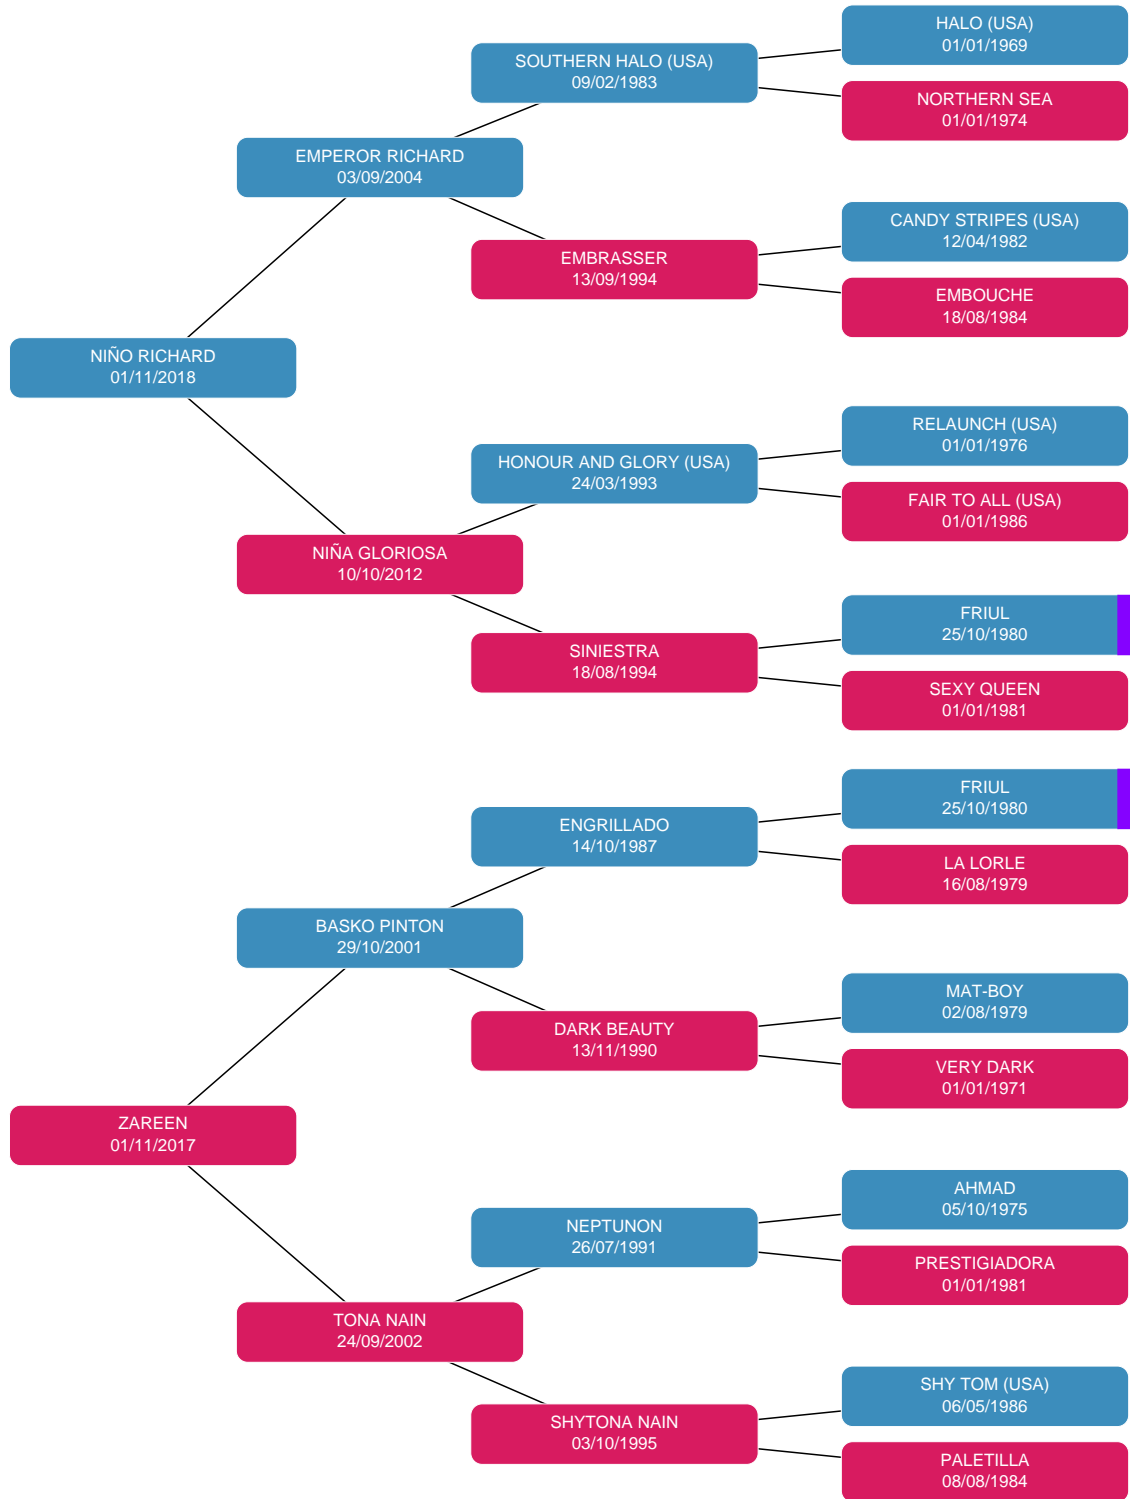 HALO (USA)
01/01/1969
SOUTHERN HALO (USA)
09/02/1983
NORTHERN SEA
01/01/1974
EMPEROR RICHARD
03/09/2004
CANDY STRIPES (USA)
12/04/1982
EMBRASSER
13/09/1994
EMBOUCHE
18/08/1984
NIÑO RICHARD
01/11/2018
RELAUNCH (USA)
01/01/1976
HONOUR AND GLORY (USA)
24/03/1993
FAIR TO ALL (USA)
01/01/1986
NIÑA GLORIOSA
10/10/2012
FRIUL
25/10/1980
SINIESTRA
18/08/1994
SEXY QUEEN
01/01/1981
FRIUL
25/10/1980
ENGRILLADO
14/10/1987
LA LORLE
16/08/1979
BASKO PINTON
29/10/2001
MAT-BOY
02/08/1979
DARK BEAUTY
13/11/1990
VERY DARK
01/01/1971
ZAREEN
01/11/2017
AHMAD
05/10/1975
NEPTUNON
26/07/1991
PRESTIGIADORA
01/01/1981
TONA NAIN
24/09/2002
SHY TOM (USA)
06/05/1986
SHYTONA NAIN
03/10/1995
PALETILLA
08/08/1984